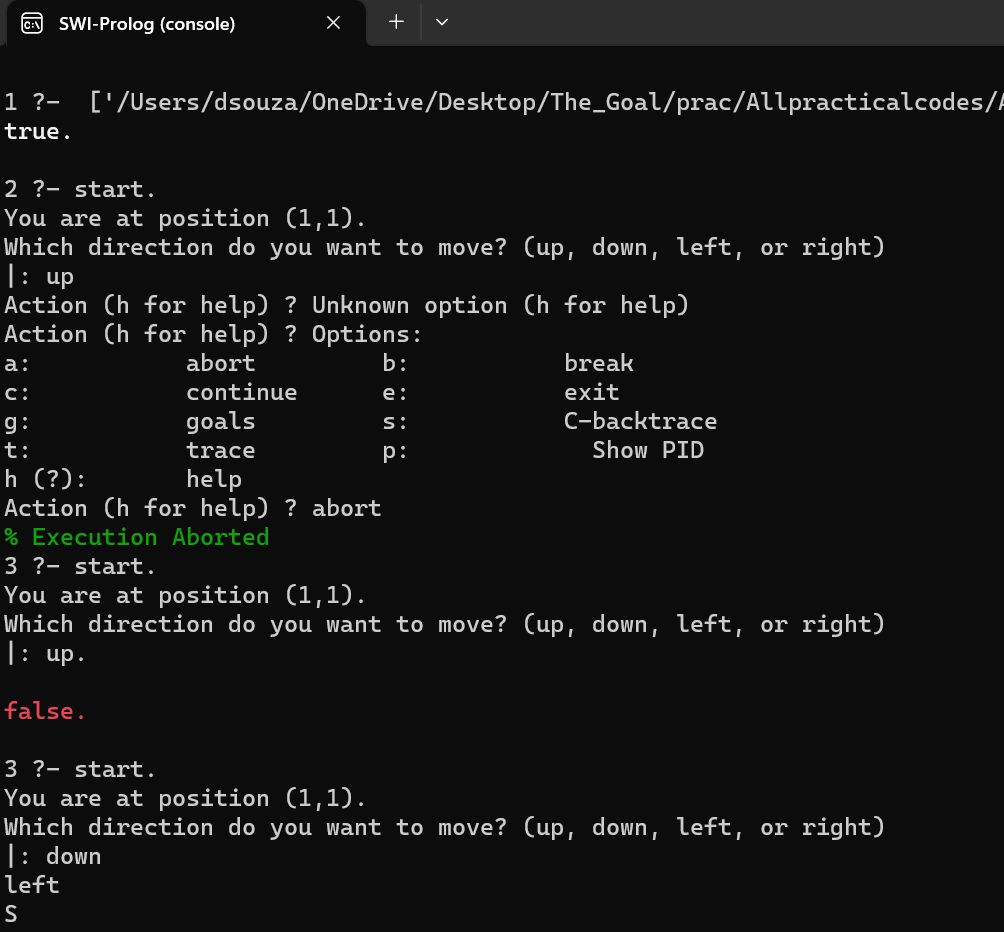 SWI-Prolog (console)
1 ?-  ['/Users/dsouza/OneDrive/Desktop/The_Goal/prac/Allpracticalcodes/
true.
2 ?- start.
You are at position (1,1).
Which direction do you want to move? (up, down, left, or right)
|: up
Action (h for help) ? Unknown option (h for help)
Action (h for help) ? Options:
a:           abort         b:           break
c:           continue      e:           exit
g:           goals         s:           C-backtrace
t:           trace         p:             Show PID
h (?):       help
Action (h for help) ? abort
% Execution Aborted
3 ?- start.
You are at position (1,1).
Which direction do you want to move? (up, down, left, or right)
|: up.
false.
3 ?- start.
You are at position (1,1).
Which direction do you want to move? (up, down, left, or right)
|: down
left
S